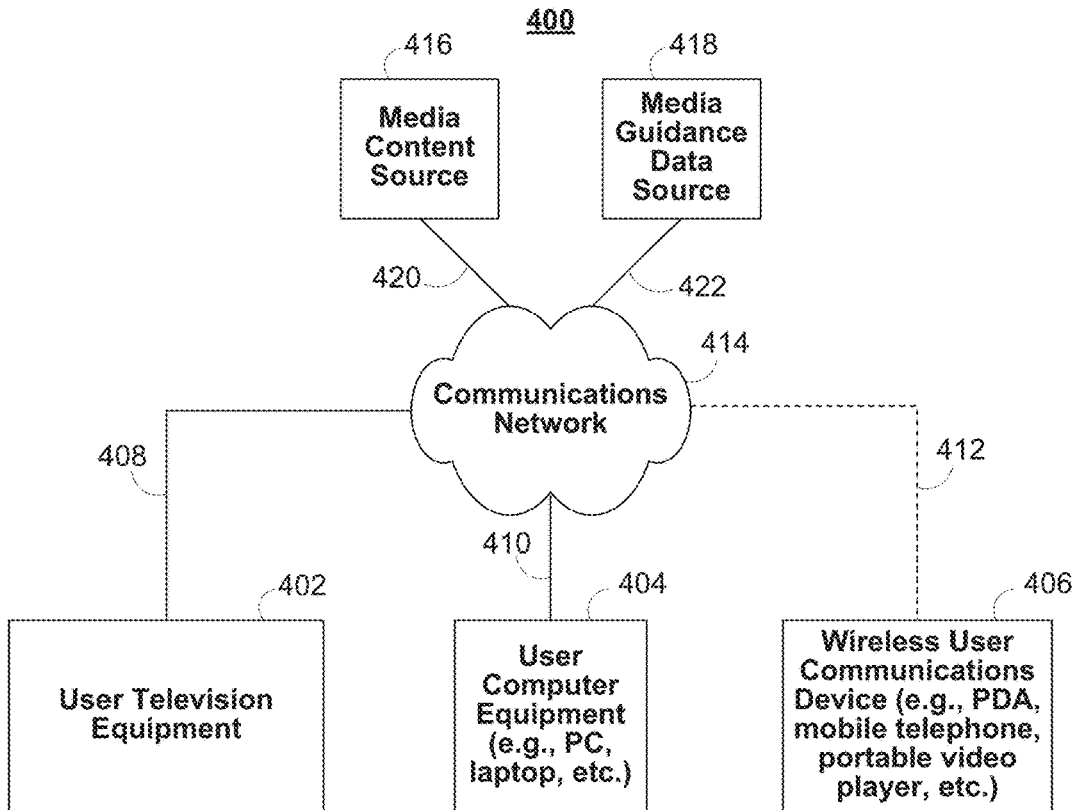 400
416
418
Media
Content
Source
Media
Guidance
Data
Source
420
422
414
Communications
Network
408
412
410
402
404
406
User Television
Equipment
User
Computer
Equipment
(e.g., PC,
laptop, etc.)
Wireless User
Communications
Device (e.g., PDA,
mobile telephone,
portable video
player, etc.)